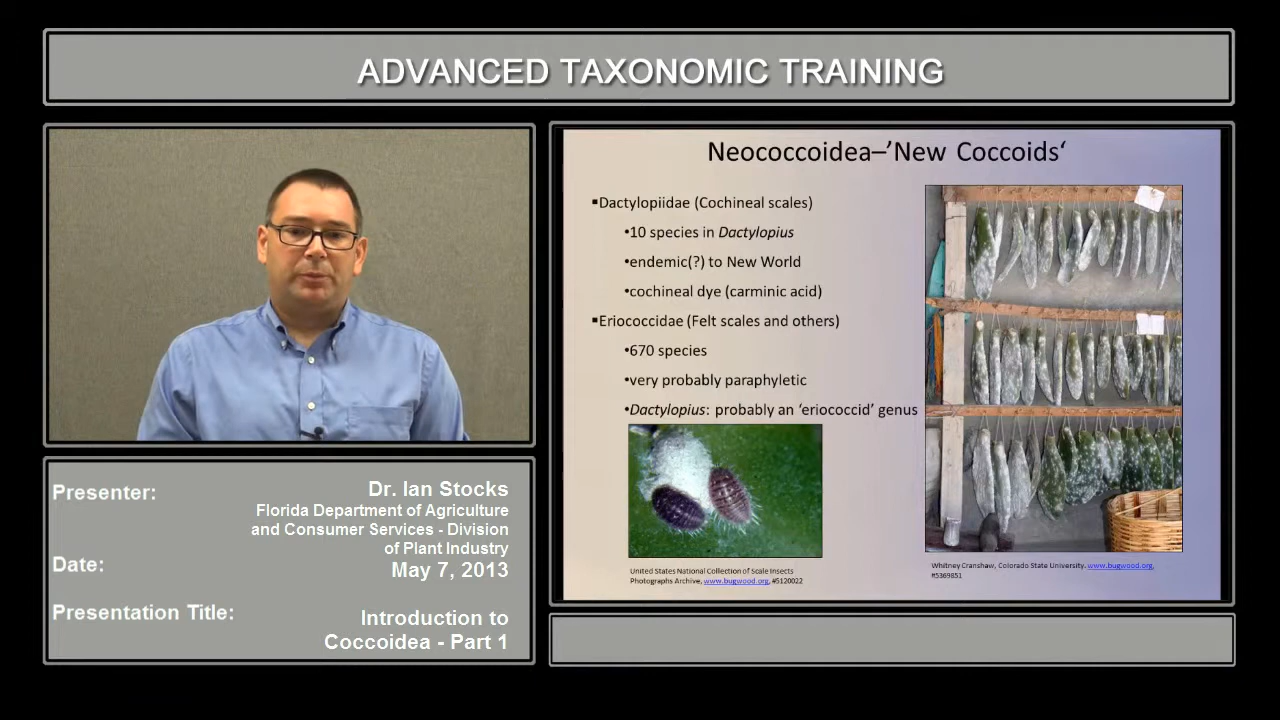 ADVANCED TAXONOMIC TRAINING
Presenter:
Dr. Ian Stocks
Florida Department of Agriculture
and Consumer Services - Division
of Plant Industry
Date:
May 7, 2013
Presentation Title:
Introduction to
Coccoidea - Part 1
Neococcoidea–’New Coccoids‘
▪Dactylopiidae (Cochineal scales)
•10 species in Dactylopius
•endemic(?) to New World
•cochineal dye (carminic acid)
▪Eriococcidae (Felt scales and others)
•670 species
•very probably paraphyletic
•Dactylopius: probably an ‘eriococcid’ genus
United States National Collection of Scale Insects
Photographs Archive, www.bugwood.org, #5120022
Whitney Cranshaw, Colorado State University. www.bugwood.org,
#5369851